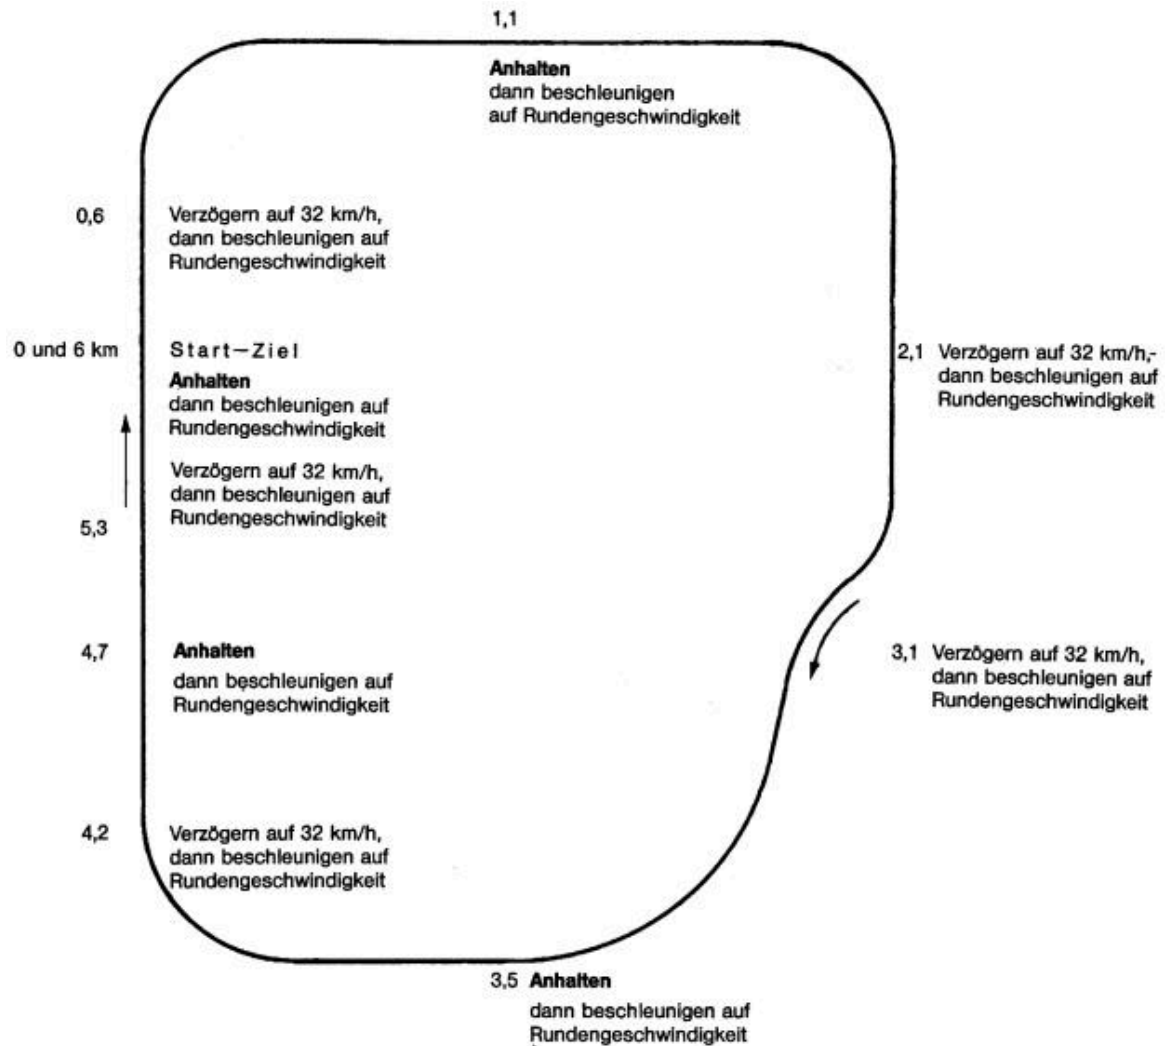 1,1
Anhalten
dann beschleunigen
auf Rundengeschwindigkeit
0,6
Verzögern auf 32 km/h,
dann beschleunigen auf
Rundengeschwindigkeit
0 und 6 km
Start–Ziel
Anhalten
dann beschleunigen auf
Rundengeschwindigkeit
2,1 Verzögern auf 32 km/h,-
dann beschleunigen auf
Rundengeschwindigkeit
Verzögern auf 32 km/h,
dann beschleunigen auf
Rundengeschwindigkeit
5,3
4,7
Anhalten
dann beschleunigen auf
Rundengeschwindigkeit
3,1 Verzögern auf 32 km/h,
dann beschleunigen auf
Rundengeschwindigkeit
4,2
Verzögern auf 32 km/h,
dann beschleunigen auf
Rundengeschwindigkeit
3,5 Anhalten
dann beschleunigen auf
Rundengeschwindigkeit